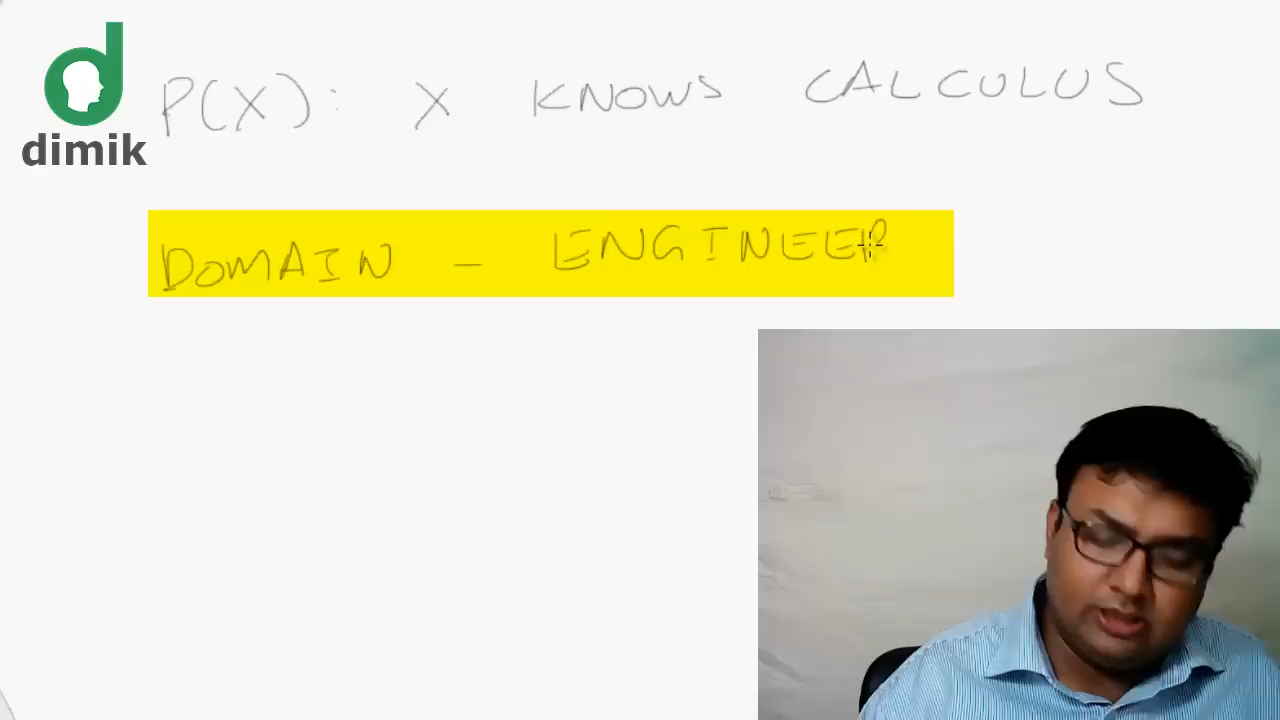 dimik
P(X): X KNOWS CALCULUS
DOMAIN - ENGINEER